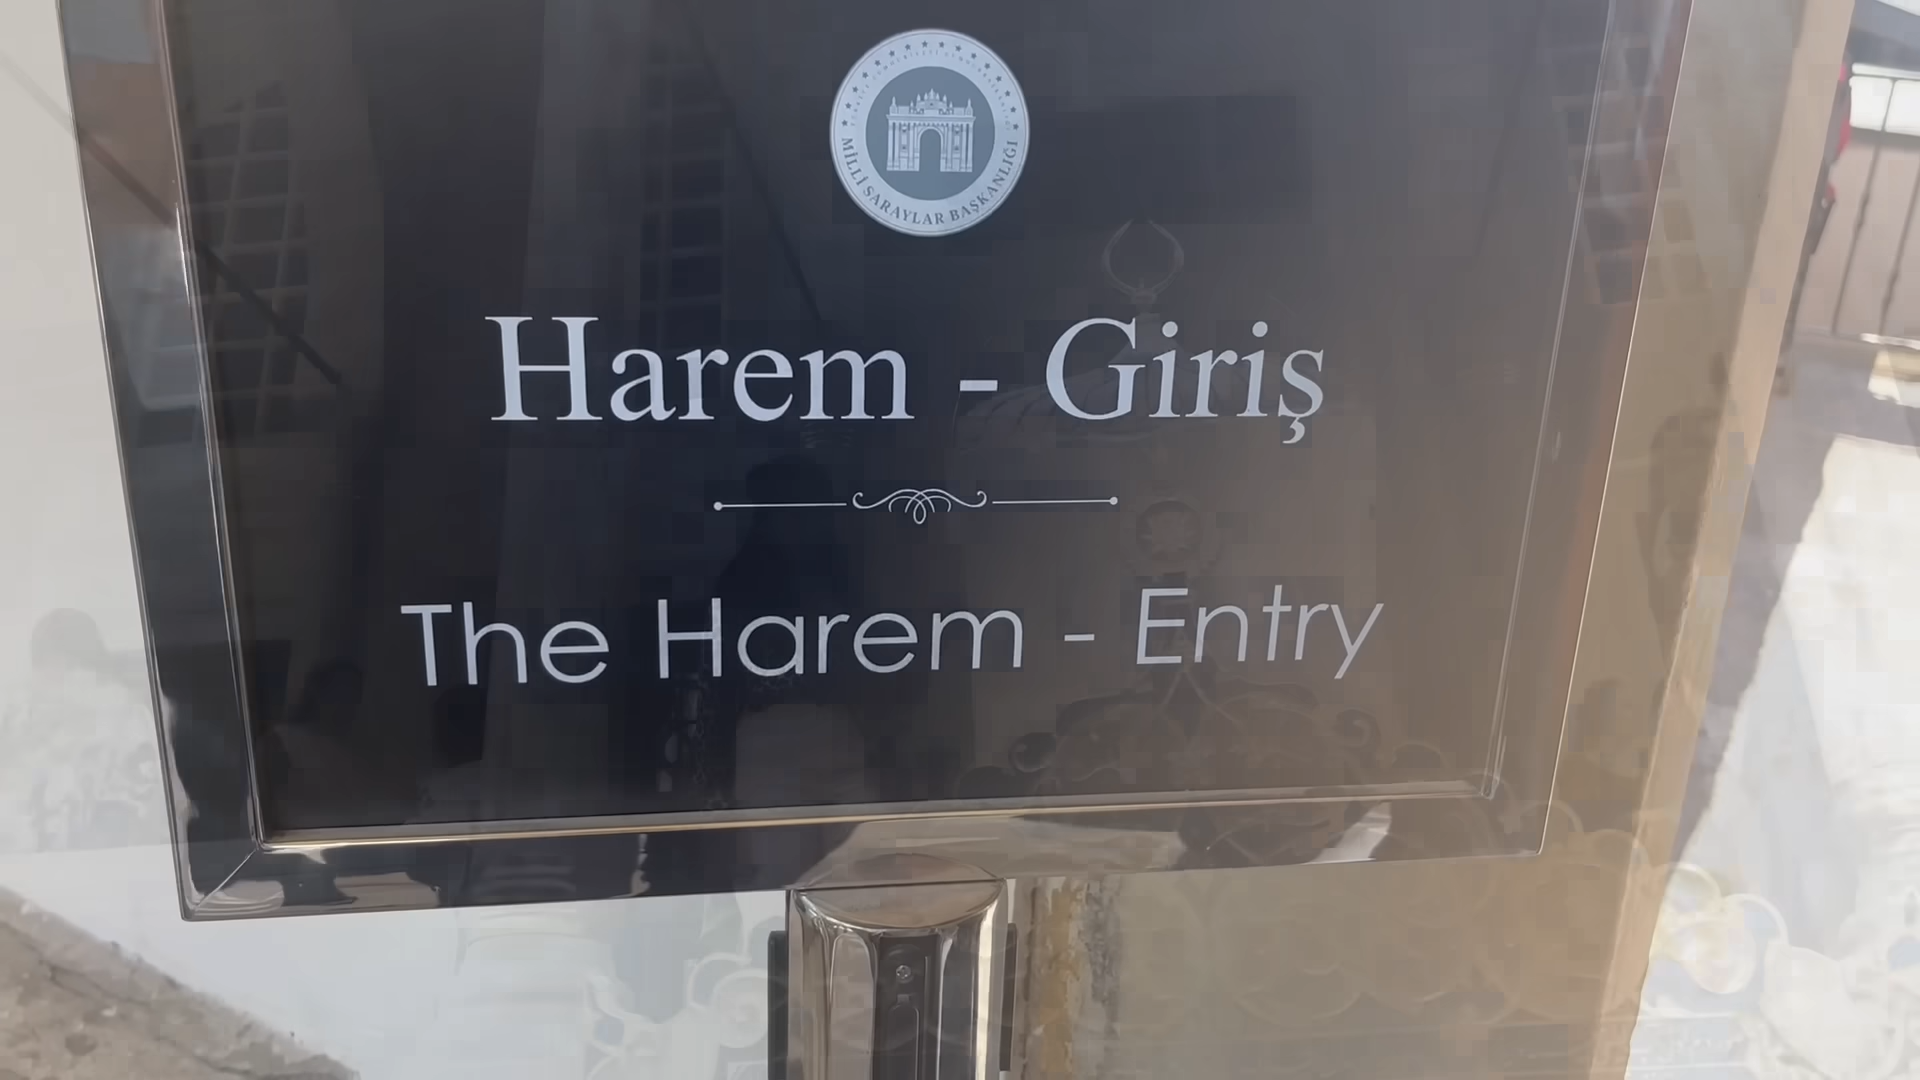 MİLLİ SARAYLAR BAŞKANLIĞI
Harem - Giriş
The Harem - Entry